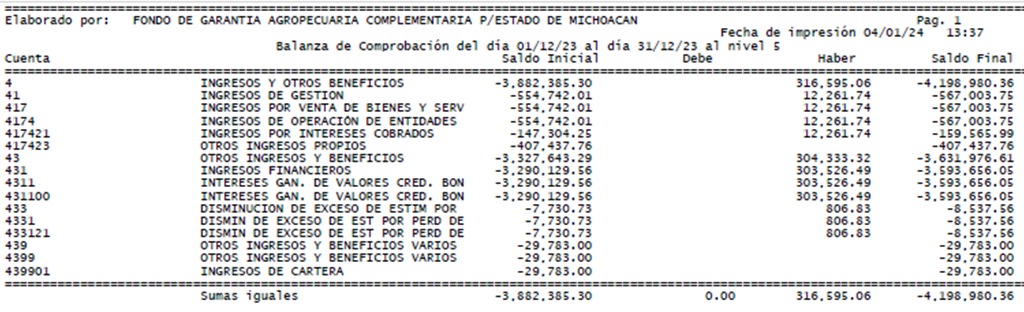 Elaborado por: FONDO DE GARANTIA AGROPECUARIA COMPLEMENTARIA P/ESTADO DE MICHOACAN Pag. 1
Fecha de impresión 04/01/24 13:37
Balanza de Comprobación del día 01/12/23 al día 31/12/23 al nivel 5
Cuenta Saldo Inicial Debe Haber Saldo Final
4 INGRESOS Y OTROS BENEFICIOS -3,882,385.30 316,595.06 -4,198,980.36
41 INGRESOS DE GESTION -554,742.01 12,261.74 -567,003.75
417 INGRESOS POR VENTA DE BIENES Y SERV -554,742.01 12,261.74 -567,003.75
4174 INGRESOS DE OPERACIÓN DE ENTIDADES -554,742.01 12,261.74 -567,003.75
417421 INGRESOS POR INTERESES COBRADOS -147,304.25 12,261.74 -159,565.99
417423 OTROS INGRESOS PROPIOS -407,437.76 -407,437.76
43 OTROS INGRESOS Y BENEFICIOS -3,327,643.29 304,333.32 -3,631,976.61
431 INGRESOS FINANCIEROS -3,290,129.56 303,526.49 -3,593,656.05
4311 INTERESES GAN. DE VALORES CRED. BON -3,290,129.56 303,526.49 -3,593,656.05
431100 INTERESES GAN. DE VALORES CRED. BON -3,290,129.56 303,526.49 -3,593,656.05
433 DISMINUCION DE EXCESO DE ESTIM POR -7,730.73 806.83 -8,537.56
4331 DISMIN DE EXCESO DE EST POR PERD DE -7,730.73 806.83 -8,537.56
433121 DISMIN DE EXCESO DE EST POR PERD DE -7,730.73 806.83 -8,537.56
439 OTROS INGRESOS Y BENEFICIOS VARIOS -29,783.00 -29,783.00
4399 OTROS INGRESOS Y BENEFICIOS VARIOS -29,783.00 -29,783.00
439901 INGRESOS DE CARTERA -29,783.00 -29,783.00
Sumas iguales -3,882,385.30 0.00 316,595.06 -4,198,980.36